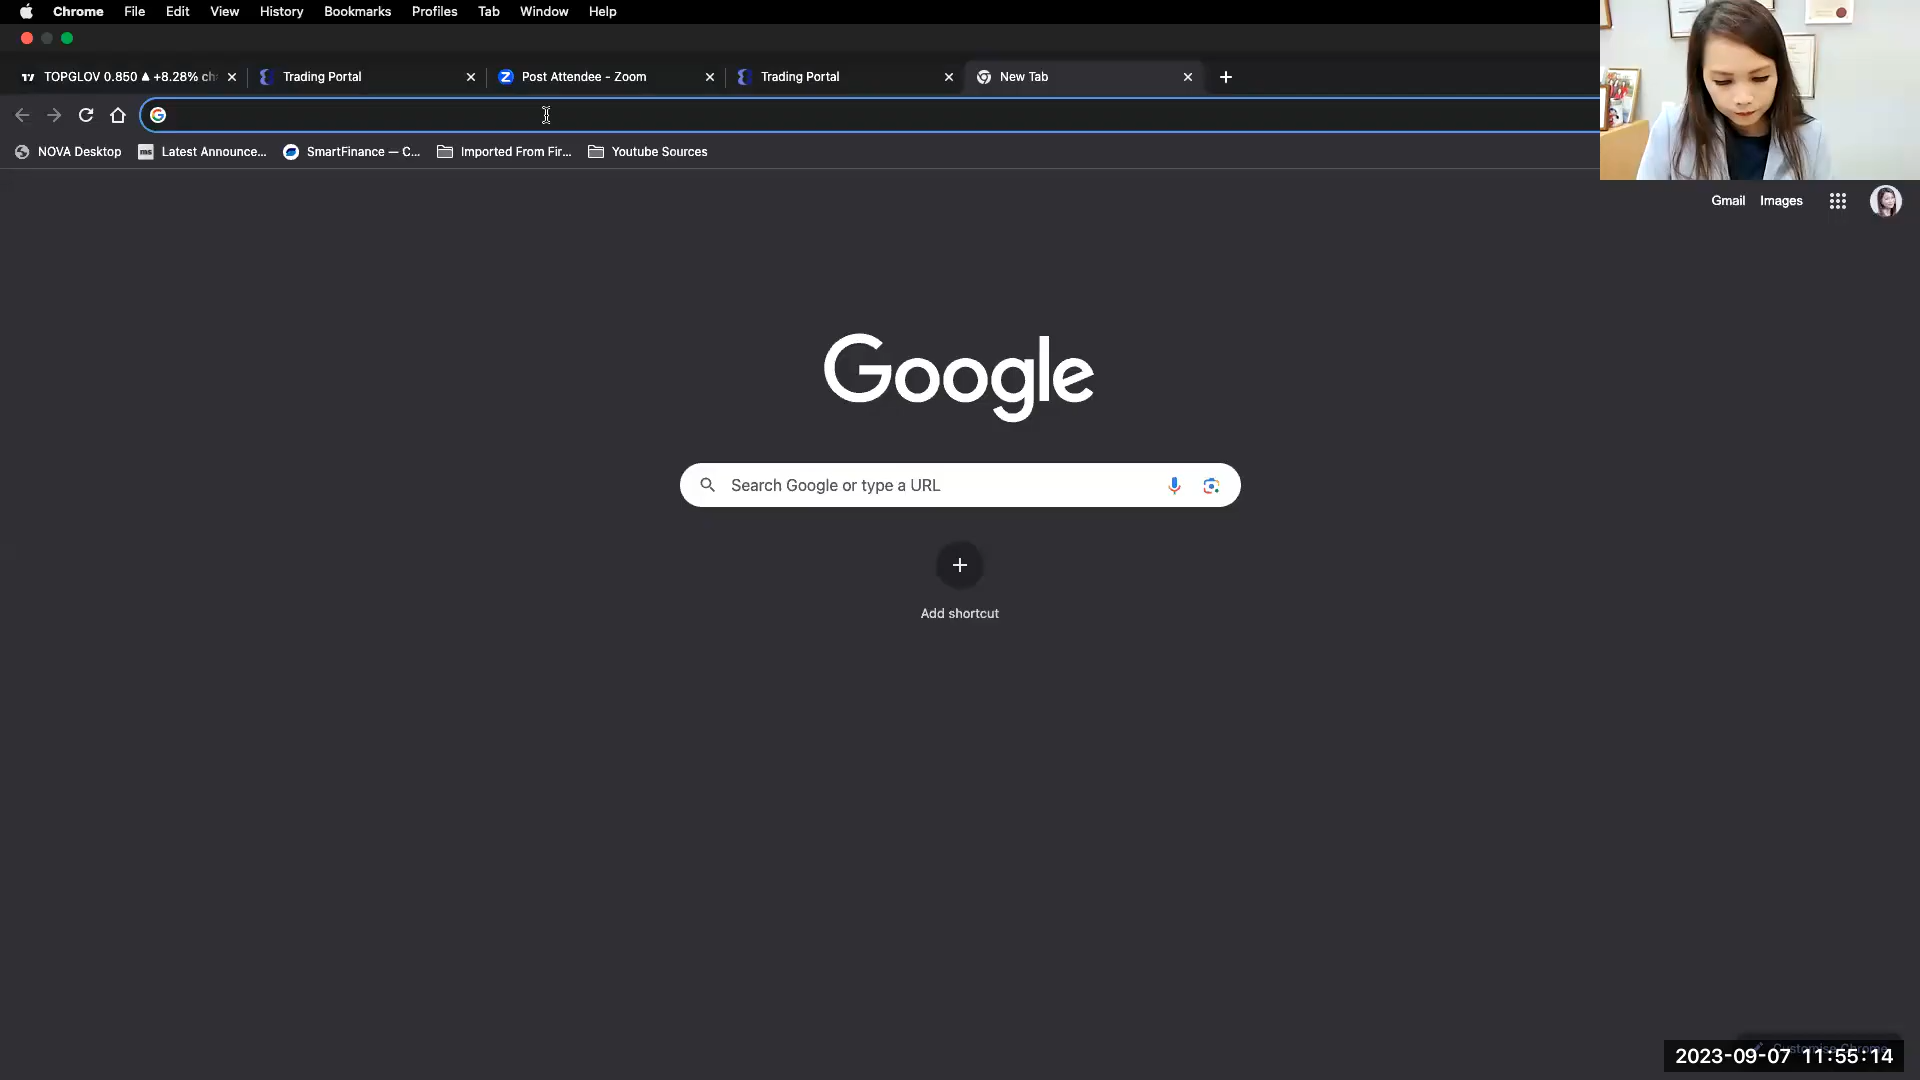 Chrome File Edit View History Bookmarks Profiles Tab Window Help
TOPGLOV 0.850 ▲ +8.28% ch Trading Portal Post Attendee - Zoom Trading Portal New Tab
NOVA Desktop Latest Announce... SmartFinance — C... Imported From Fir... Youtube Sources
Gmail Images
Google
Search Google or type a URL
Add shortcut
Customise Chrome
2023-09-07 11:55:14